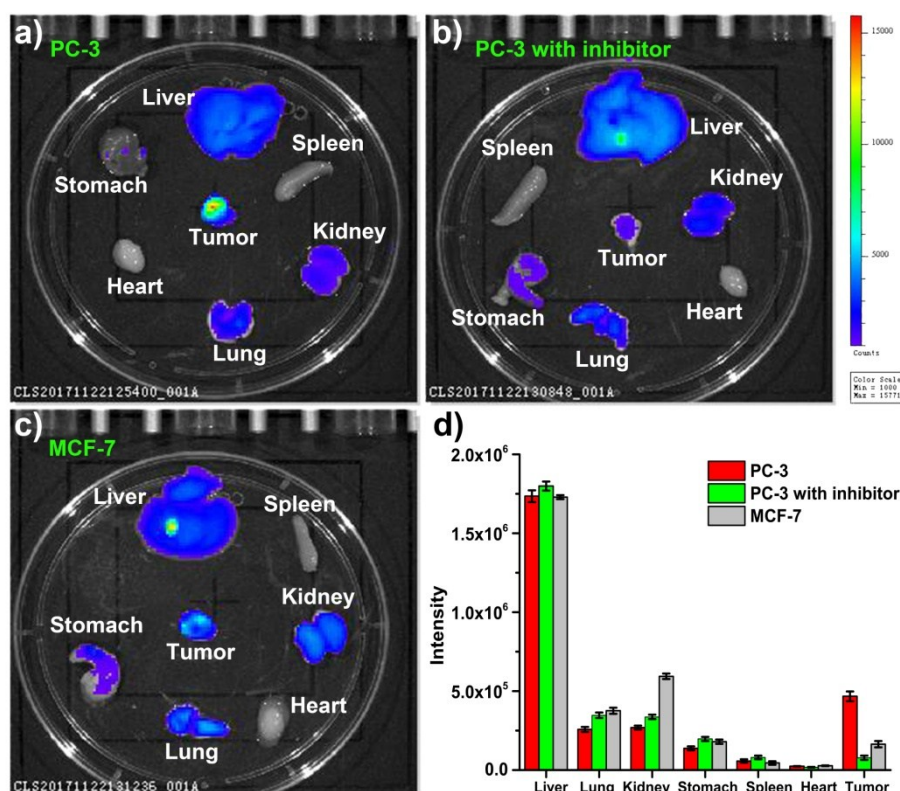 a)
PC-3
Liver
Spleen
Stomach
Tumor
Kidney
Heart
Lung
CLS20171122125400_001A
b)
PC-3 with inhibitor
Liver
Spleen
Kidney
Tumor
Stomach
Heart
Lung
CLS20171122130848_001A
15000
10000
5000
Counts
Color Scale
Min = 1000
Max = 15771
c)
MCF-7
Liver
Spleen
Kidney
Stomach
Tumor
Heart
Lung
CLS20171122131236_001A
d)
2.0x10⁶
1.5x10⁶
1.0x10⁶
5.0x10⁵
0.0
Intensity
PC-3
PC-3 with inhibitor
MCF-7
Liver Lung Kidney Stomach Spleen Heart Tumor